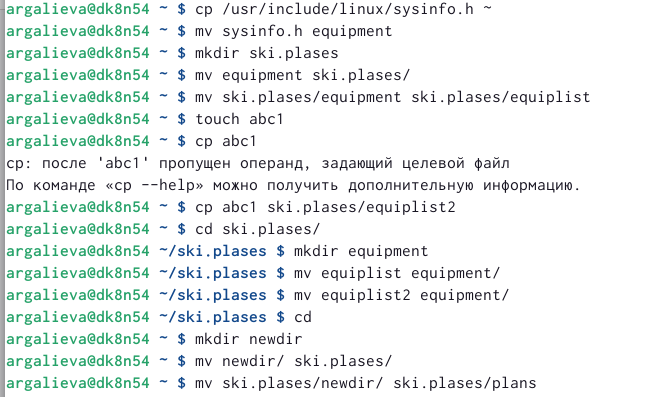 argalieva@dk8n54 ~ $ cp /usr/include/linux/sysinfo.h ~
argalieva@dk8n54 ~ $ mv sysinfo.h equipment
argalieva@dk8n54 ~ $ mkdir ski.plases
argalieva@dk8n54 ~ $ mv equipment ski.plases/
argalieva@dk8n54 ~ $ mv ski.plases/equipment ski.plases/equiplist
argalieva@dk8n54 ~ $ touch abc1
argalieva@dk8n54 ~ $ cp abc1
cp: после 'abc1' пропущен операнд, задающий целевой файл
По команде «cp --help» можно получить дополнительную информацию.
argalieva@dk8n54 ~ $ cp abc1 ski.plases/equiplist2
argalieva@dk8n54 ~ $ cd ski.plases/
argalieva@dk8n54 ~/ski.plases $ mkdir equipment
argalieva@dk8n54 ~/ski.plases $ mv equiplist equipment/
argalieva@dk8n54 ~/ski.plases $ mv equiplist2 equipment/
argalieva@dk8n54 ~/ski.plases $ cd
argalieva@dk8n54 ~ $ mkdir newdir
argalieva@dk8n54 ~ $ mv newdir/ ski.plases/
argalieva@dk8n54 ~ $ mv ski.plases/newdir/ ski.plases/plans